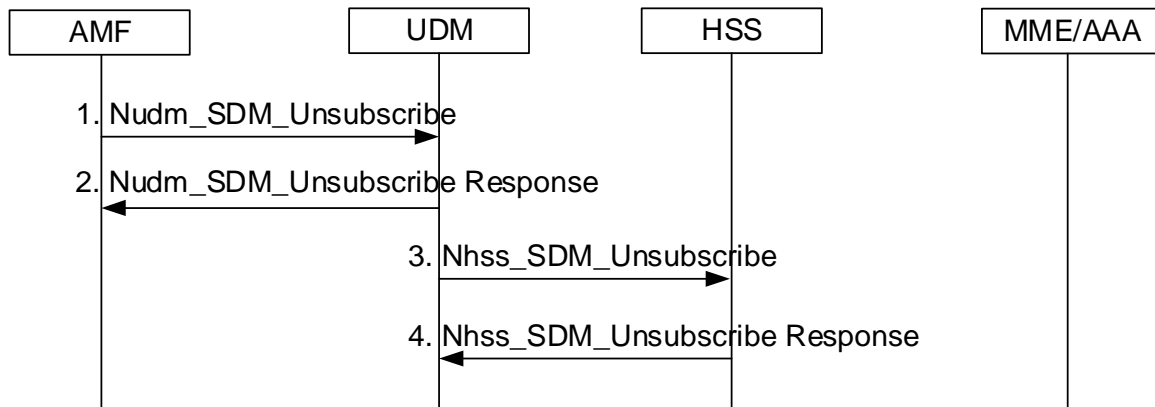 AMF
UDM
HSS
MME/AAA
1. Nudm_SDM_Unsubscribe
2. Nudm_SDM_Unsubscribe Response
3. Nhss_SDM_Unsubscribe
4. Nhss_SDM_Unsubscribe Response